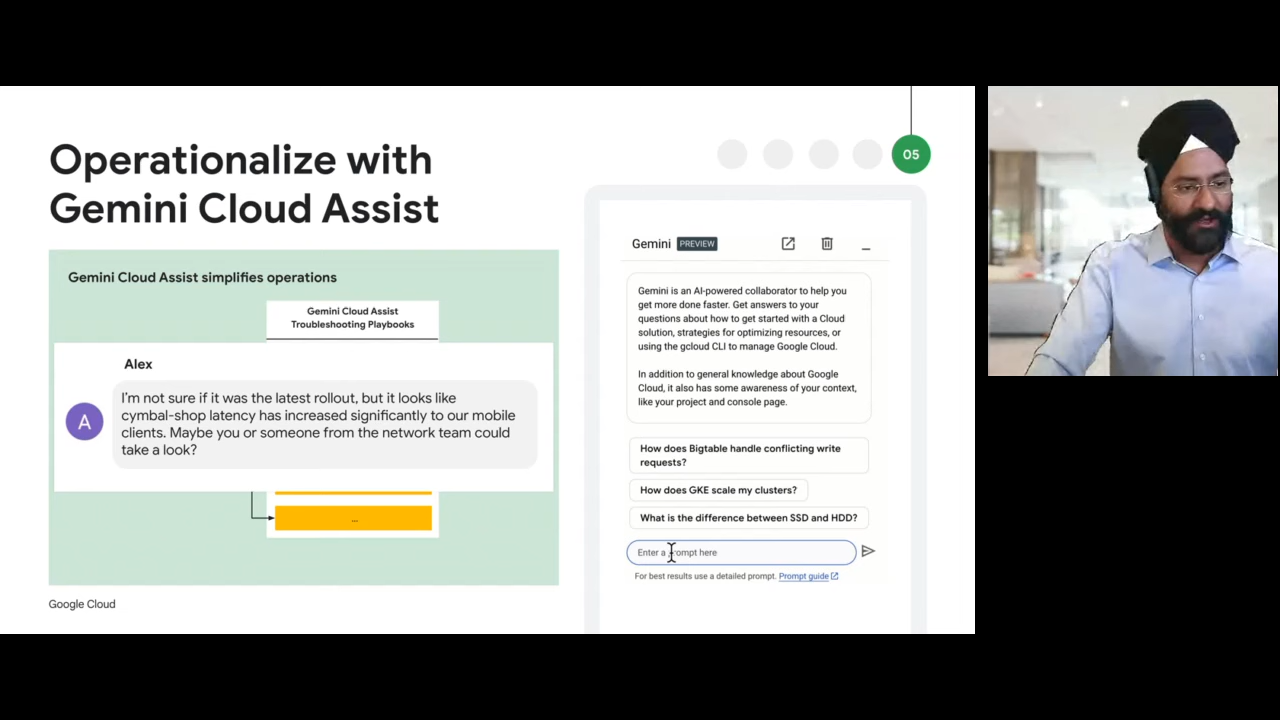 Operationalize with
Gemini Cloud Assist
05
Gemini Cloud Assist simplifies operations
Gemini Cloud Assist
Troubleshooting Playbooks
Alex
A
I'm not sure if it was the latest rollout, but it looks like
cymbal-shop latency has increased significantly to our mobile
clients. Maybe you or someone from the network team could
take a look?
...
Google Cloud
Gemini PREVIEW
Gemini is an AI-powered collaborator to help you
get more done faster. Get answers to your
questions about how to get started with a Cloud
solution, strategies for optimizing resources, or
using the gcloud CLI to manage Google Cloud.
In addition to general knowledge about Google
Cloud, it also has some awareness of your context,
like your project and console page.
How does Bigtable handle conflicting write
requests?
How does GKE scale my clusters?
What is the difference between SSD and HDD?
Enter a prompt here
For best results use a detailed prompt. Prompt guide